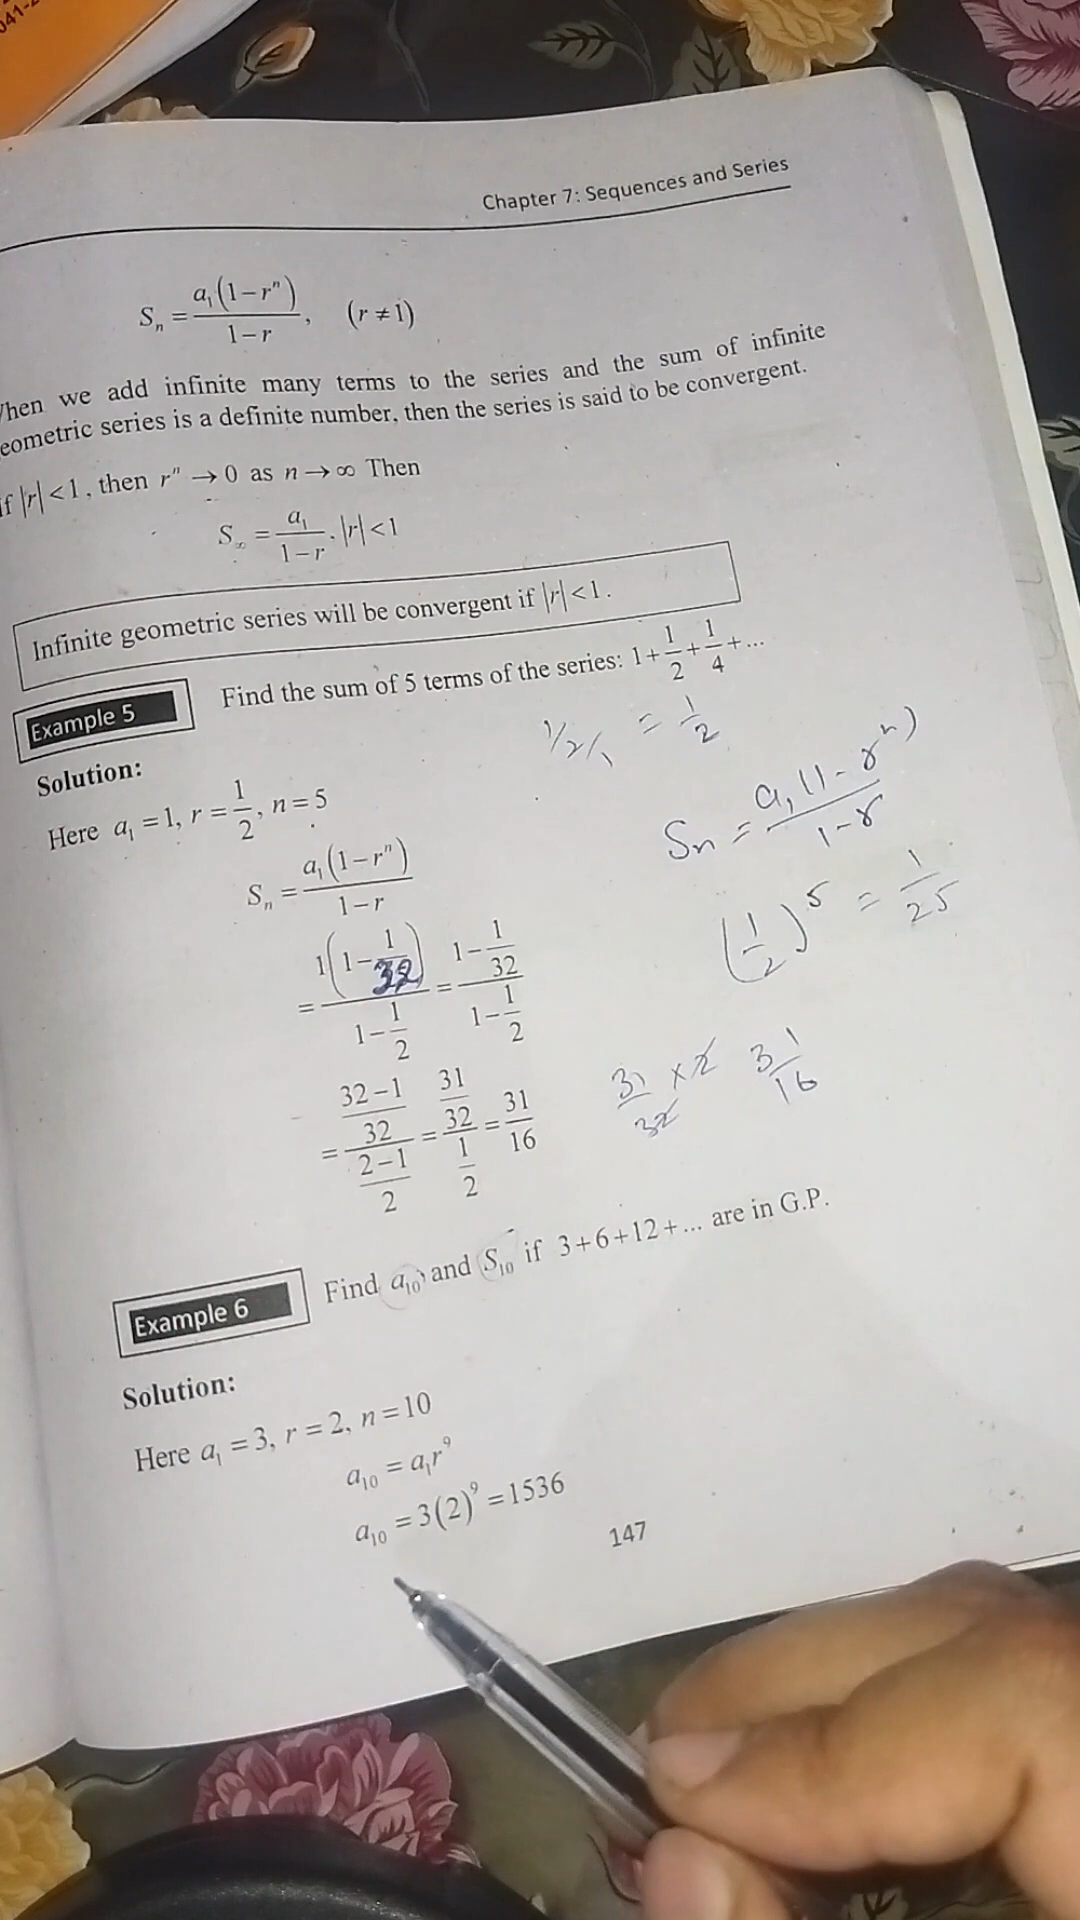 041-2
Chapter 7: Sequences and Series
Sₙ = a₁(1−rⁿ)/1−r, (r ≠ 1)
hen we add infinite many terms to the series and the sum of infinite
eometric series is a definite number, then the series is said to be convergent.
if |r| < 1, then rⁿ → 0 as n → ∞ Then
S∞ = a₁/1−r, |r| < 1
Infinite geometric series will be convergent if |r| < 1.
Example 5 Find the sum of 5 terms of the series: 1 + 1/2 + 1/4 + ...
1/2/1 = 1/2
Solution:
Here a₁ = 1, r = 1/2, n = 5
Sn = a₁(1−rⁿ)/1−r
Sₙ = a₁(1−rⁿ)/1−r
(1/2)⁵ = 1/25
= 1(1−1/32)/1−1/2 = 1−1/32/1−1/2
= 32−1/32/2−1/2 = 31/32/1/2 = 31/16
31/32 × 2 31/16
Example 6 Find a₁₀ and S₁₀ if 3+6+12+... are in G.P.
Solution:
Here a₁ = 3, r = 2, n = 10
a₁₀ = a₁r⁹
a₁₀ = 3(2)⁹ = 1536
147